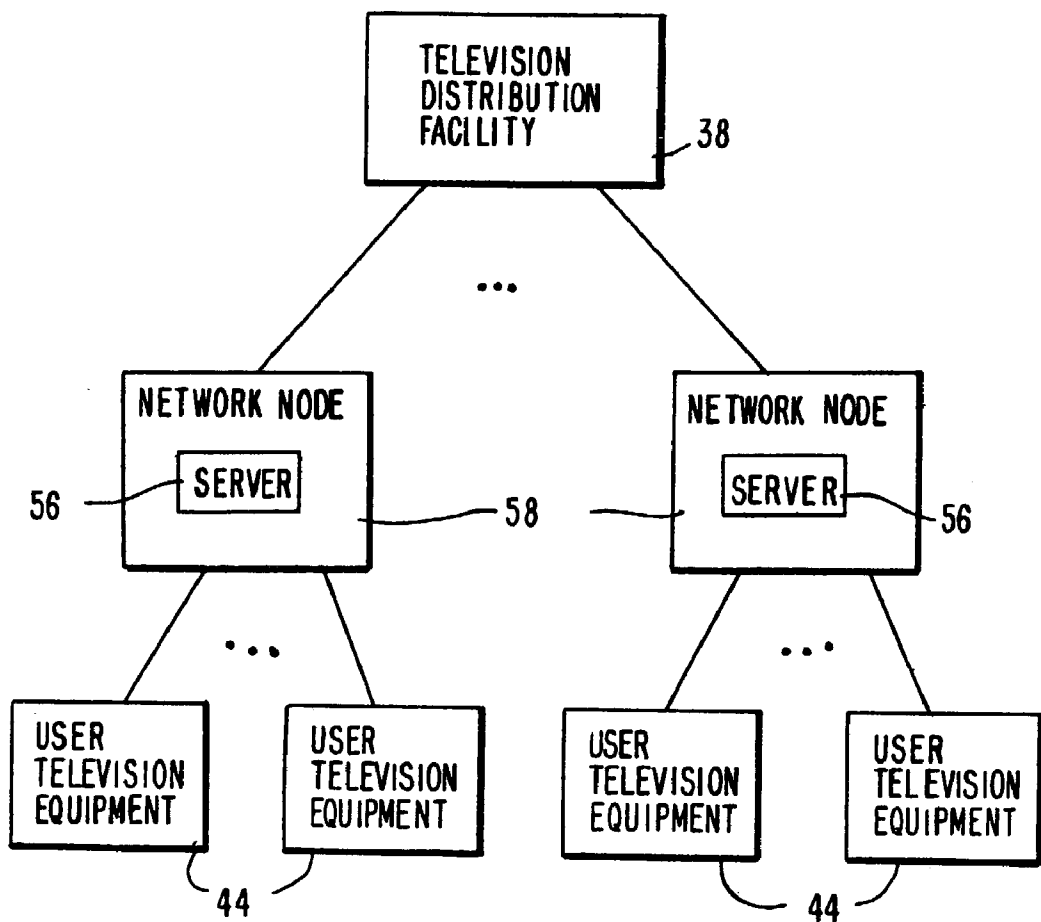 TELEVISION
DISTRIBUTION
FACILITY
38
...
NETWORK NODE
SERVER
56
58
NETWORK NODE
SERVER
56
...
...
USER
TELEVISION
EQUIPMENT
USER
TELEVISION
EQUIPMENT
44
USER
TELEVISION
EQUIPMENT
USER
TELEVISION
EQUIPMENT
44